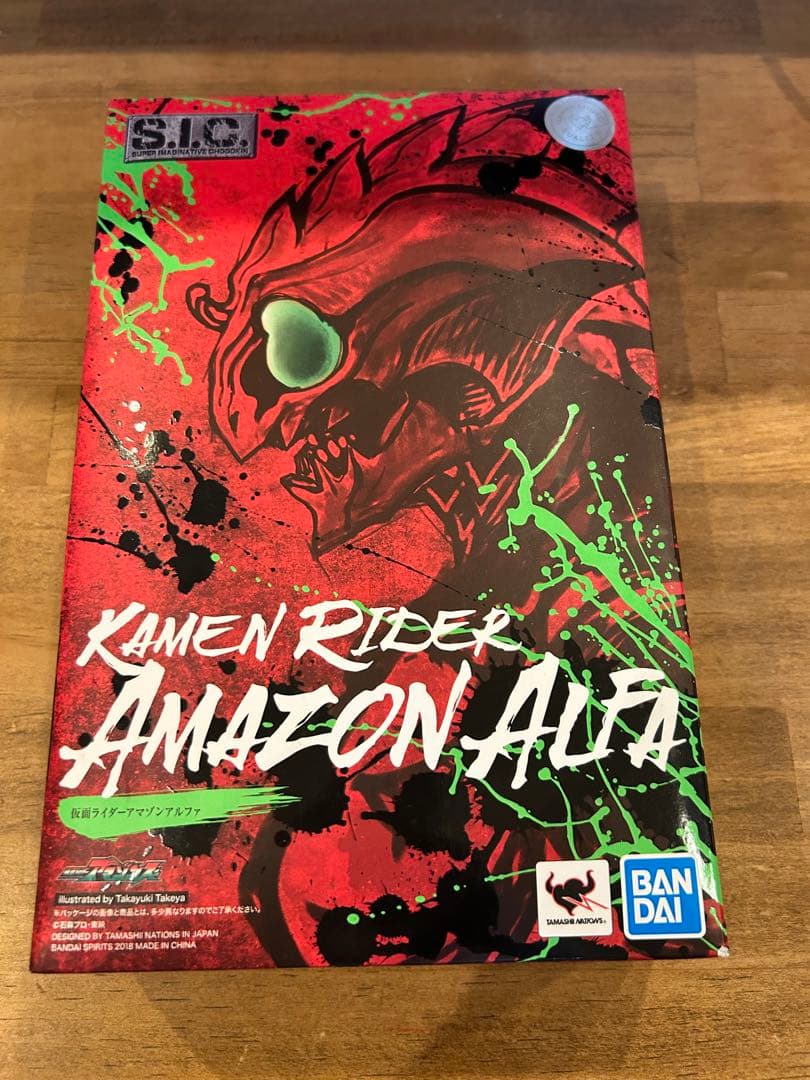 S.I.C.
SUPER IMAGINATIVE CHOGOKIN
KAMEN RIDER
AMAZON ALFA
仮面ライダーアマゾンアルファ
illustrated by Takayuki Takeya
※パッケージの画像と商品とは、多少異なりますのでご了承ください。
©石森プロ・東映
DESIGNED BY TAMASHII NATIONS IN JAPAN
BANDAI SPIRITS 2018 MADE IN CHINA
TAMASHII NATIONS
BAN
DAI